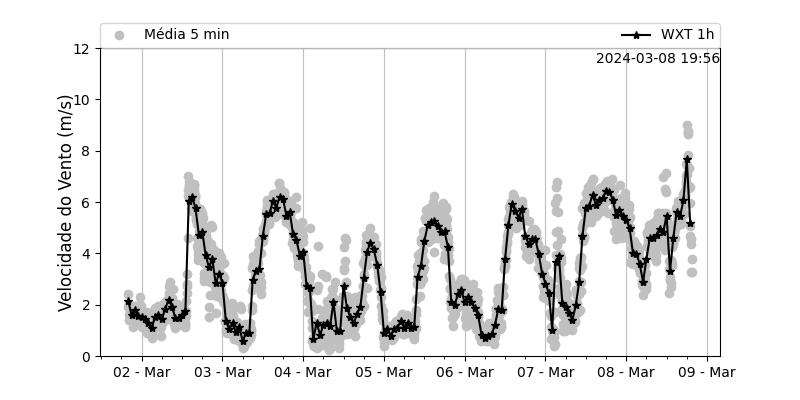 Média 5 min
WXT 1h
2024-03-08 19:56
Velocidade do Vento (m/s)
12
10
8
6
4
2
0
02 - Mar
03 - Mar
04 - Mar
05 - Mar
06 - Mar
07 - Mar
08 - Mar
09 - Mar